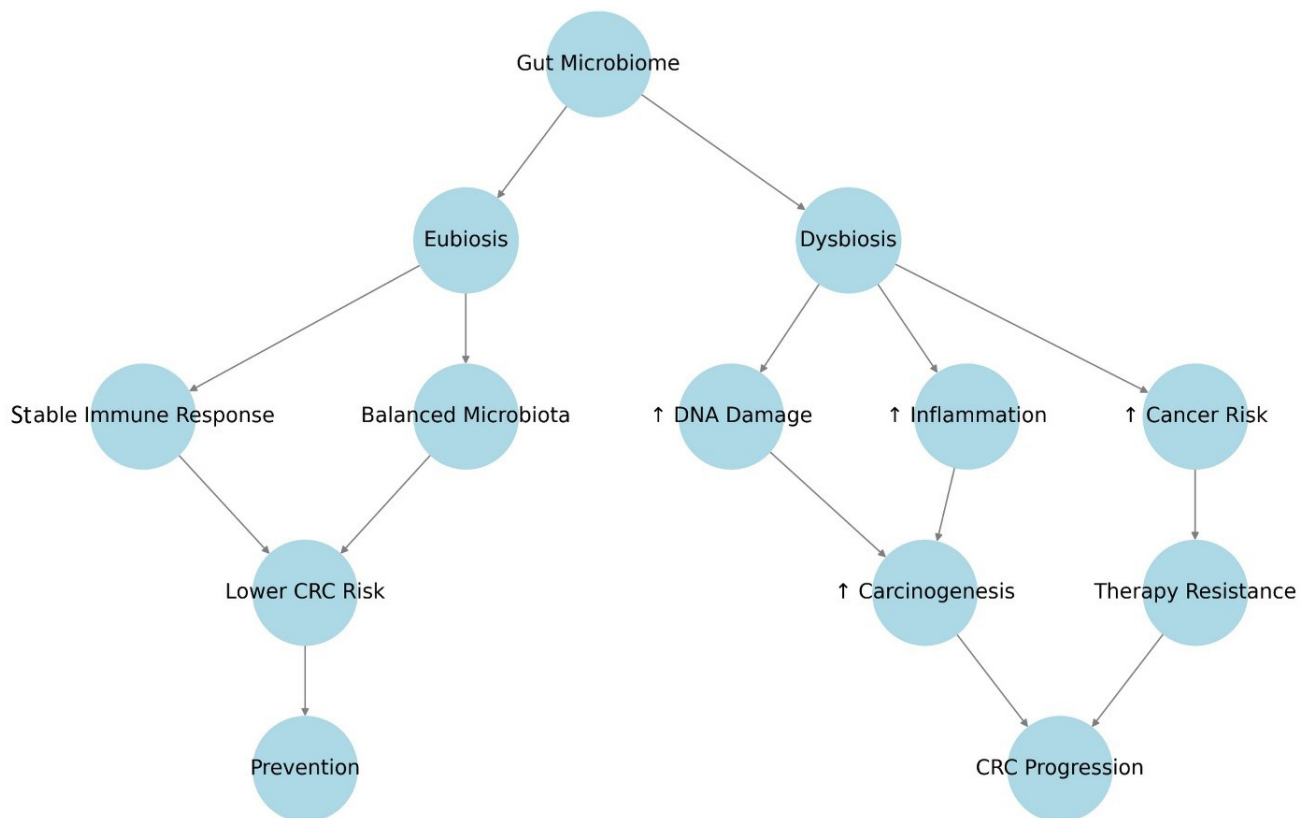 Gut Microbiome
Eubiosis
Dysbiosis
Stable Immune Response
Balanced Microbiota
↑ DNA Damage
↑ Inflammation
↑ Cancer Risk
Lower CRC Risk
↑ Carcinogenesis
Therapy Resistance
Prevention
CRC Progression